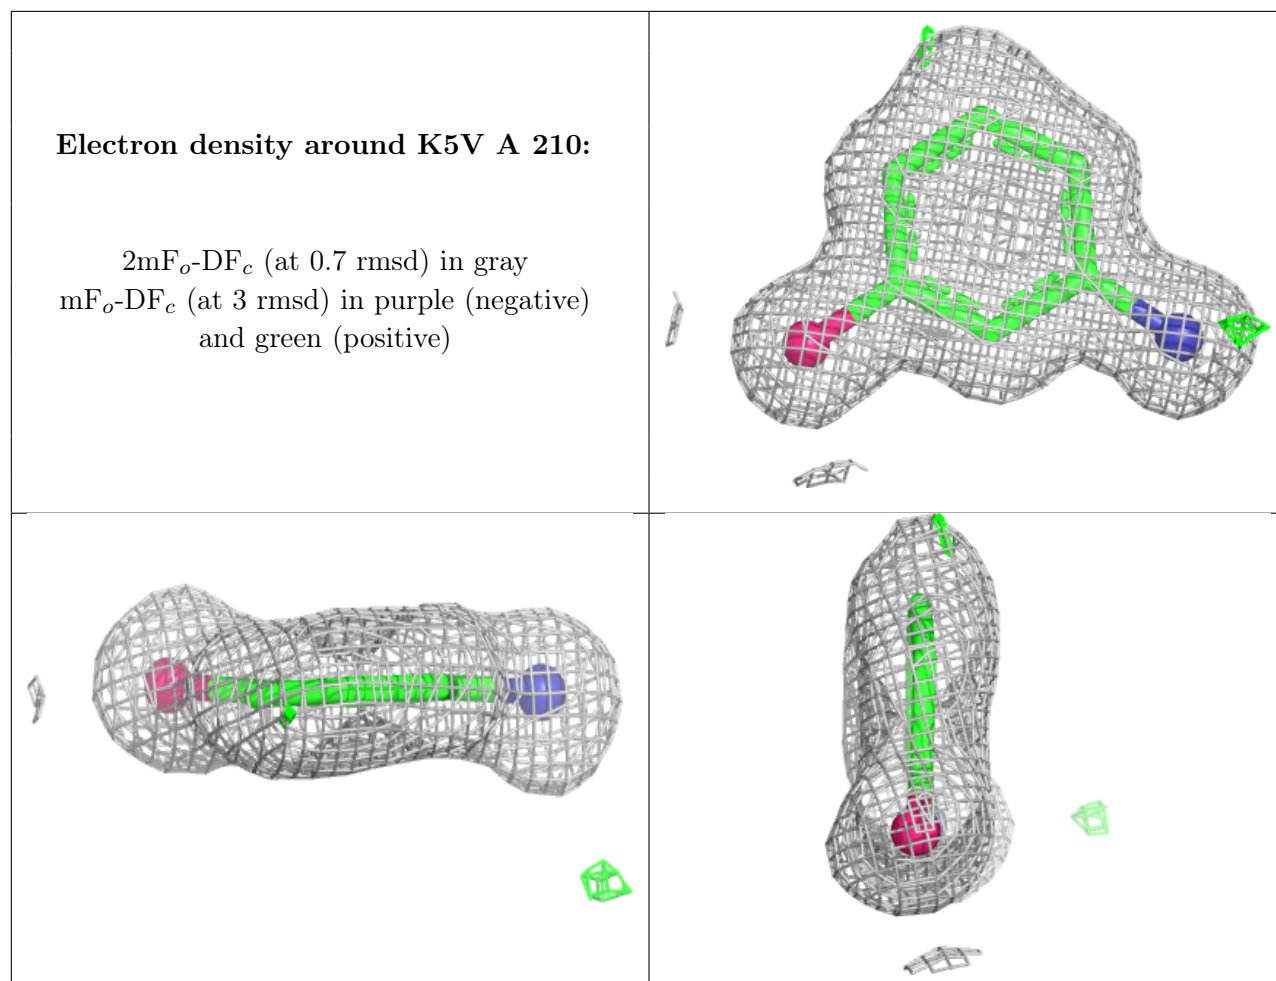 Electron density around K5V A 210:
2mFo-DFc (at 0.7 rmsd) in gray
mFo-DFc (at 3 rmsd) in purple (negative)
and green (positive)